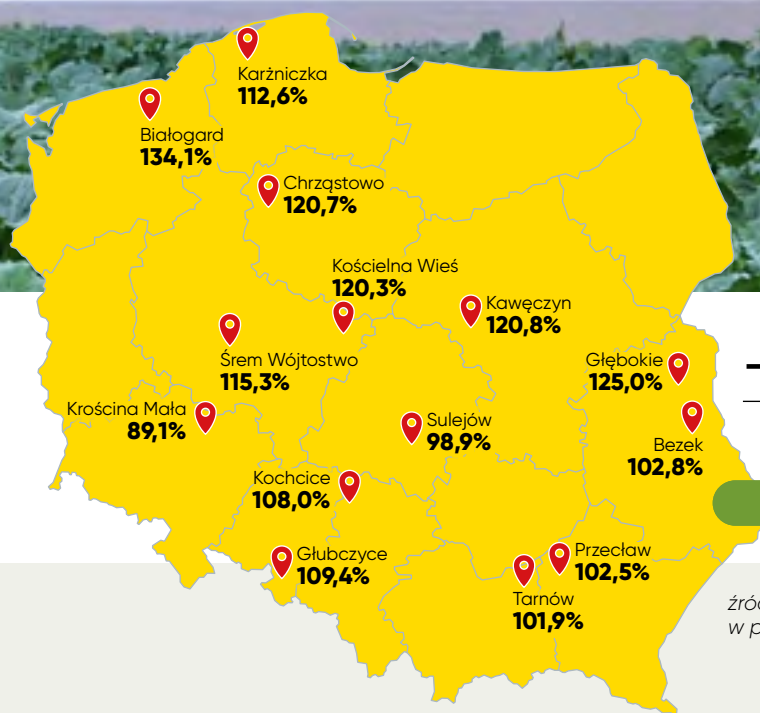 Karżniczka
112,6%
Białogard
134,1%
Chrząstowo
120,7%
Kościelna Wieś
120,3%
Kawęczyn
120,8%
Śrem Wójtostwo
115,3%
Głębokie
125,0%
Krościna Mała
89,1%
Sulejów
98,9%
Bezek
102,8%
Kochcice
108,0%
Głubczyce
109,4%
Przecław
102,5%
Tarnów
101,9%
w p